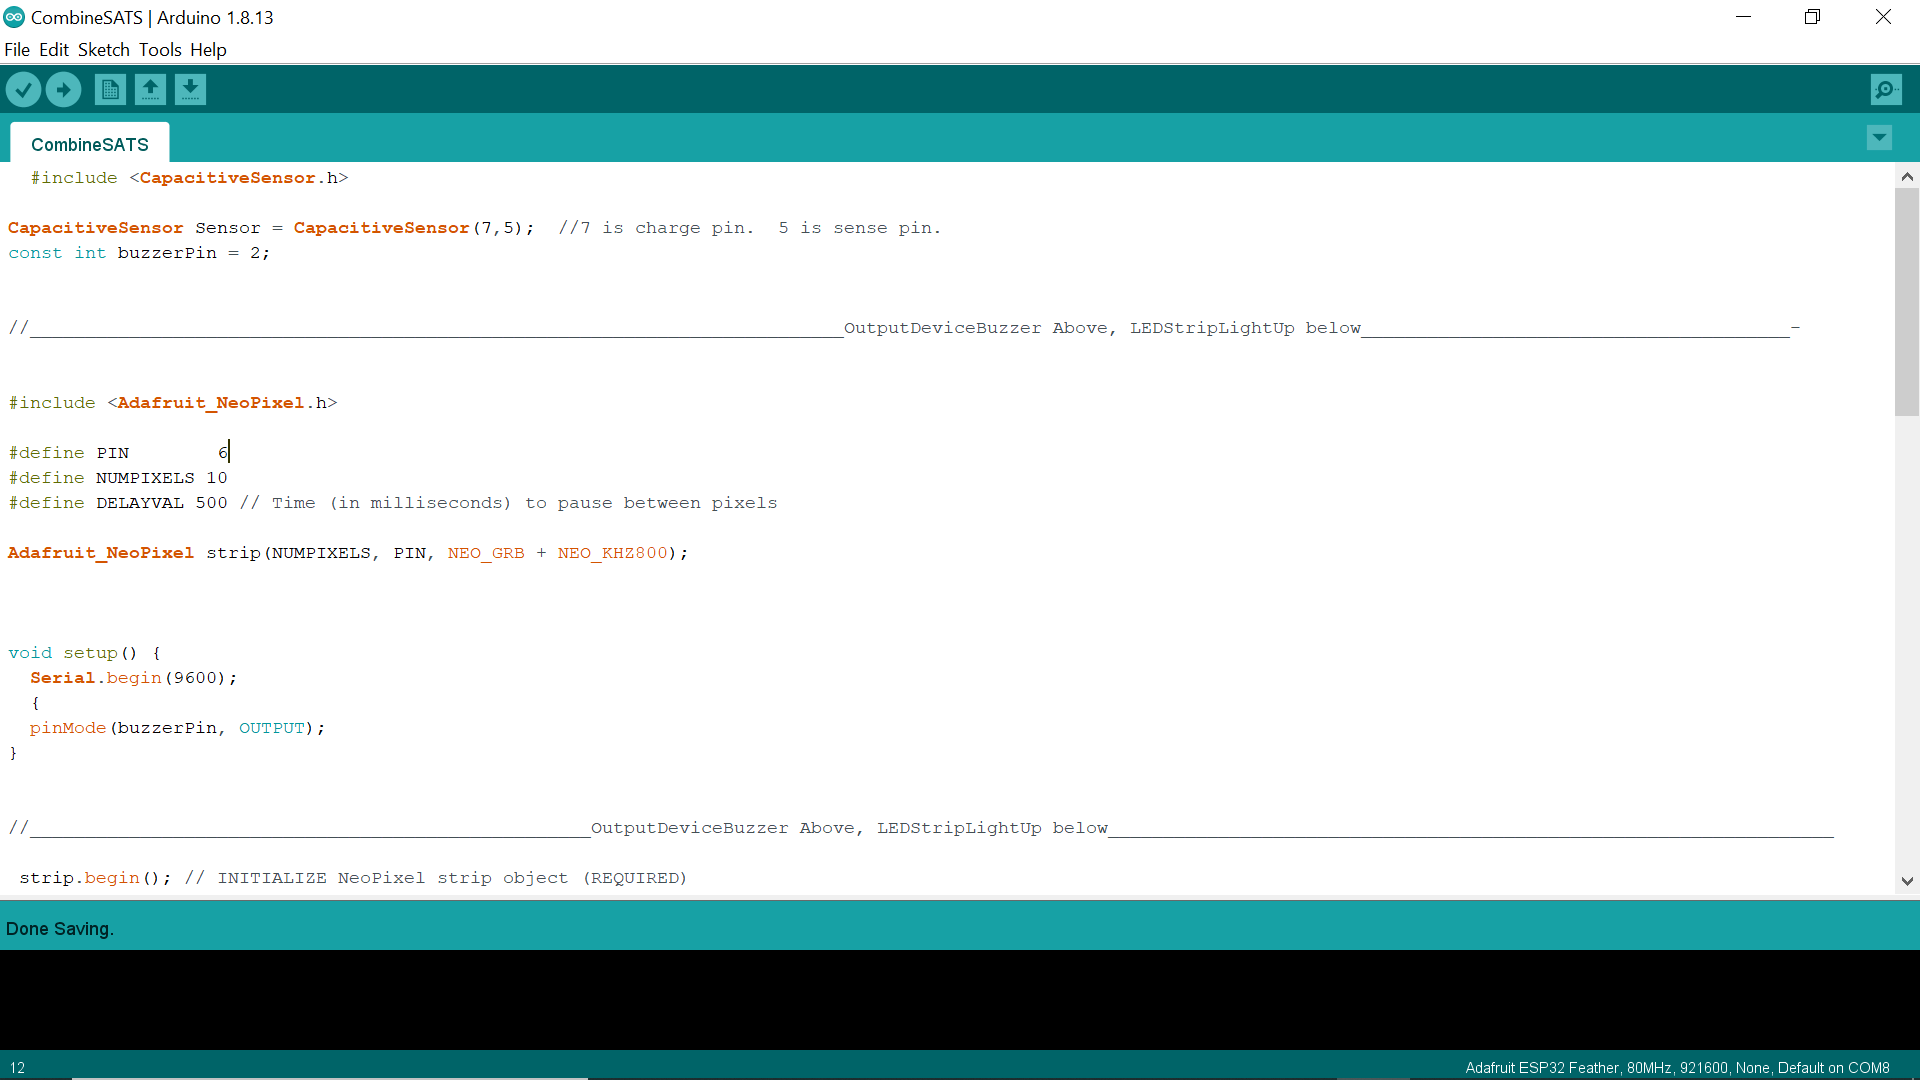 CombineSATS | Arduino 1.8.13
File Edit Sketch Tools Help
CombineSATS
#include <CapacitiveSensor.h>
CapacitiveSensor Sensor = CapacitiveSensor(7,5);  //7 is charge pin.  5 is sense pin.
const int buzzerPin = 2;
//__________________________________________________________________________OutputDeviceBuzzer Above, LEDStripLightUp below_______________________________________–
#include <Adafruit_NeoPixel.h>
#define PIN        6
#define NUMPIXELS 10
#define DELAYVAL 500 // Time (in milliseconds) to pause between pixels
Adafruit_NeoPixel strip(NUMPIXELS, PIN, NEO_GRB + NEO_KHZ800);
void setup() {
  Serial.begin(9600);
  {
  pinMode(buzzerPin, OUTPUT);
}
//___________________________________________________OutputDeviceBuzzer Above, LEDStripLightUp below__________________________________________________________________
 strip.begin(); // INITIALIZE NeoPixel strip object (REQUIRED)
Done Saving.
12
Adafruit ESP32 Feather, 80MHz, 921600, None, Default on COM8